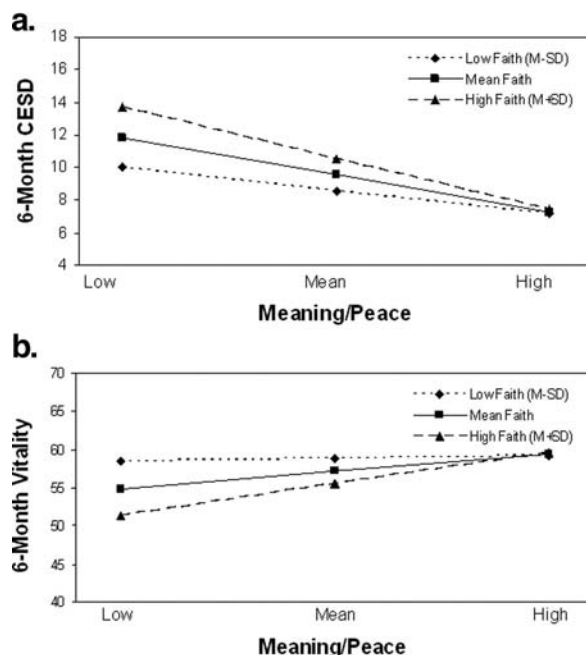 a.
18
16
14
12
10
8
6
4
6-Month CESD
Low Faith (M-SD)
Mean Faith
High Faith (M+SD)
Low Mean High
Meaning/Peace
b.
70
65
60
55
50
45
40
6-Month Vitality
Low Faith (M-SD)
Mean Faith
High Faith (M+SD)
Low Mean High
Meaning/Peace